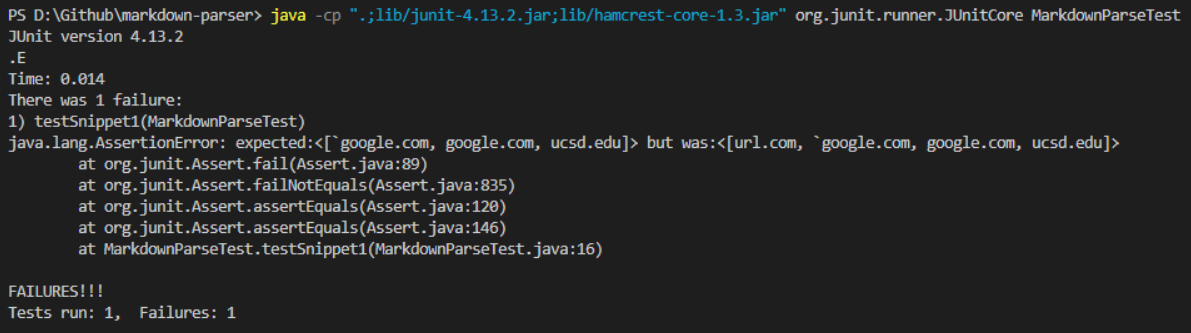 PS D:\Github\markdown-parser> java -cp ".;lib/junit-4.13.2.jar;lib/hamcrest-core-1.3.jar" org.junit.runner.JUnitCore MarkdownParseTest
JUnit version 4.13.2
.E
Time: 0.014
There was 1 failure:
1) testSnippet1(MarkdownParseTest)
java.lang.AssertionError: expected:<[`google.com, google.com, ucsd.edu]> but was:<[url.com, `google.com, google.com, ucsd.edu]>
        at org.junit.Assert.fail(Assert.java:89)
        at org.junit.Assert.failNotEquals(Assert.java:835)
        at org.junit.Assert.assertEquals(Assert.java:120)
        at org.junit.Assert.assertEquals(Assert.java:146)
        at MarkdownParseTest.testSnippet1(MarkdownParseTest.java:16)

FAILURES!!!
Tests run: 1,  Failures: 1